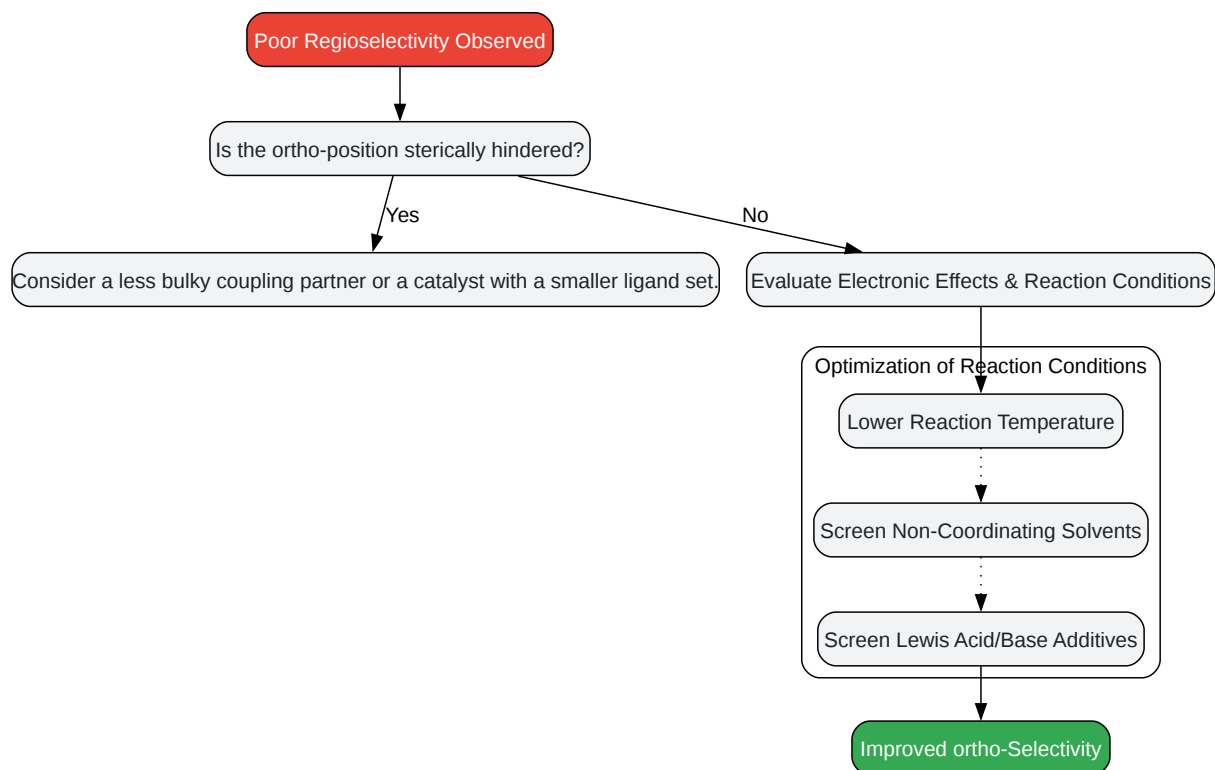 Poor Regioselectivity Observed
Is the ortho-position sterically hindered?
Yes
No
Consider a less bulky coupling partner or a catalyst with a smaller ligand set.
Evaluate Electronic Effects & Reaction Conditions
Optimization of Reaction Conditions
Lower Reaction Temperature
Screen Non-Coordinating Solvents
Screen Lewis Acid/Base Additives
Improved ortho-Selectivity